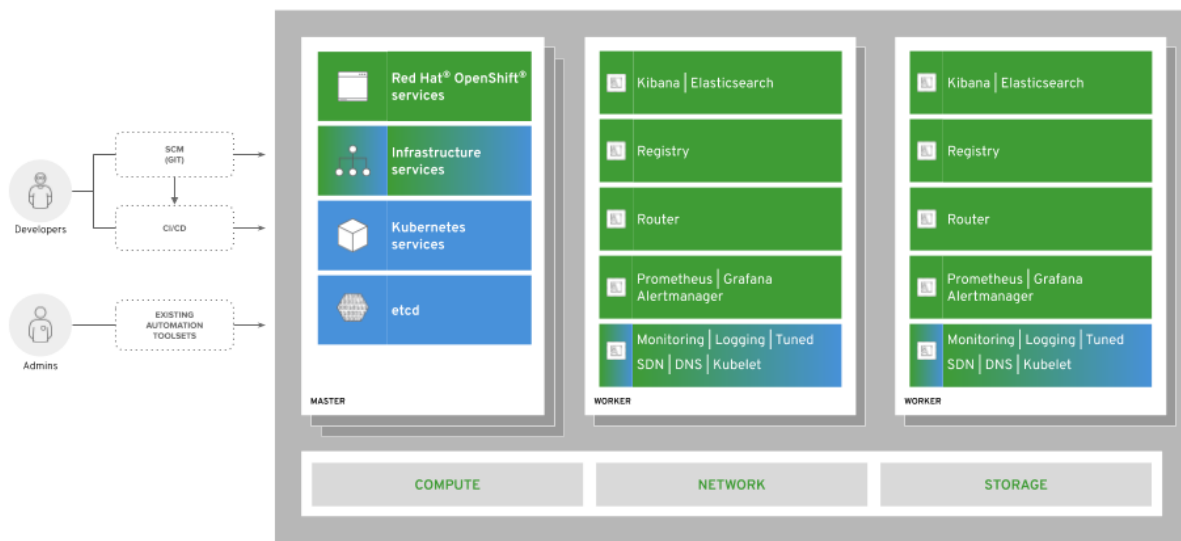 SCM
(GIT)
Developers
CI/CD
EXISTING
AUTOMATION
TOOLSETS
Admins
Red Hat® OpenShift®
services
Infrastructure
services
Kubernetes
services
etcd
MASTER
Kibana | Elasticsearch
Registry
Router
Prometheus | Grafana
Alertmanager
Monitoring | Logging | Tuned
SDN | DNS | Kubelet
WORKER
Kibana | Elasticsearch
Registry
Router
Prometheus | Grafana
Alertmanager
Monitoring | Logging | Tuned
SDN | DNS | Kubelet
WORKER
COMPUTE
NETWORK
STORAGE